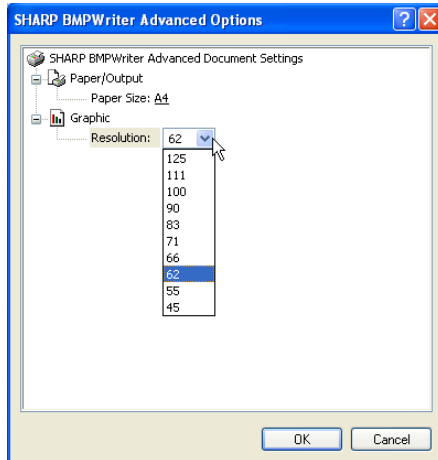 SHARP BMPWriter Advanced Options
SHARP BMPWriter Advanced Document Settings
Paper/Output
Paper Size: A4
Graphic
Resolution: 62
125
111
100
90
83
71
66
62
55
45
OK Cancel